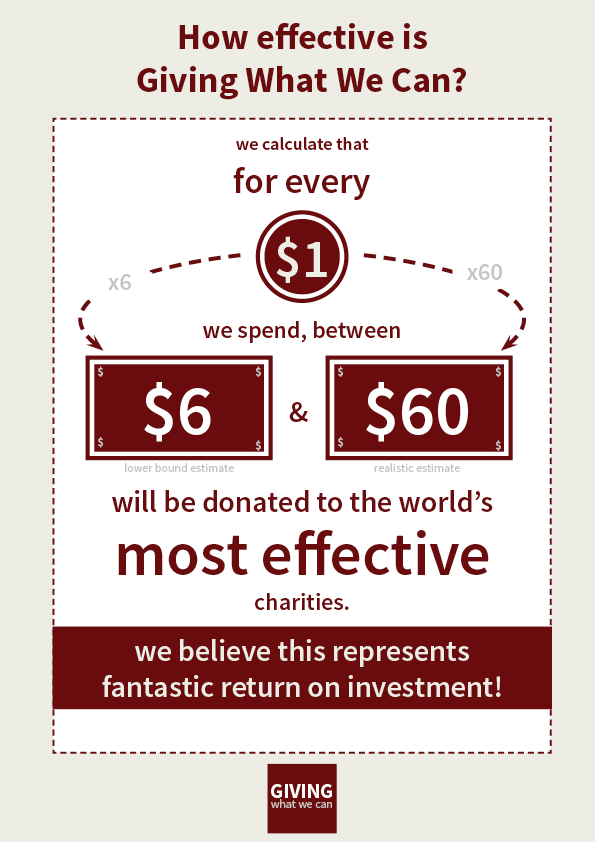 How effective is
Giving What We Can?
we calculate that
for every
$1
x6
x60
we spend, between
$ $
$6
$ $
&
$ $
$60
$ $
lower bound estimate
realistic estimate
will be donated to the world's
most effective
charities.
we believe this represents
fantastic return on investment!
GIVING
what we can